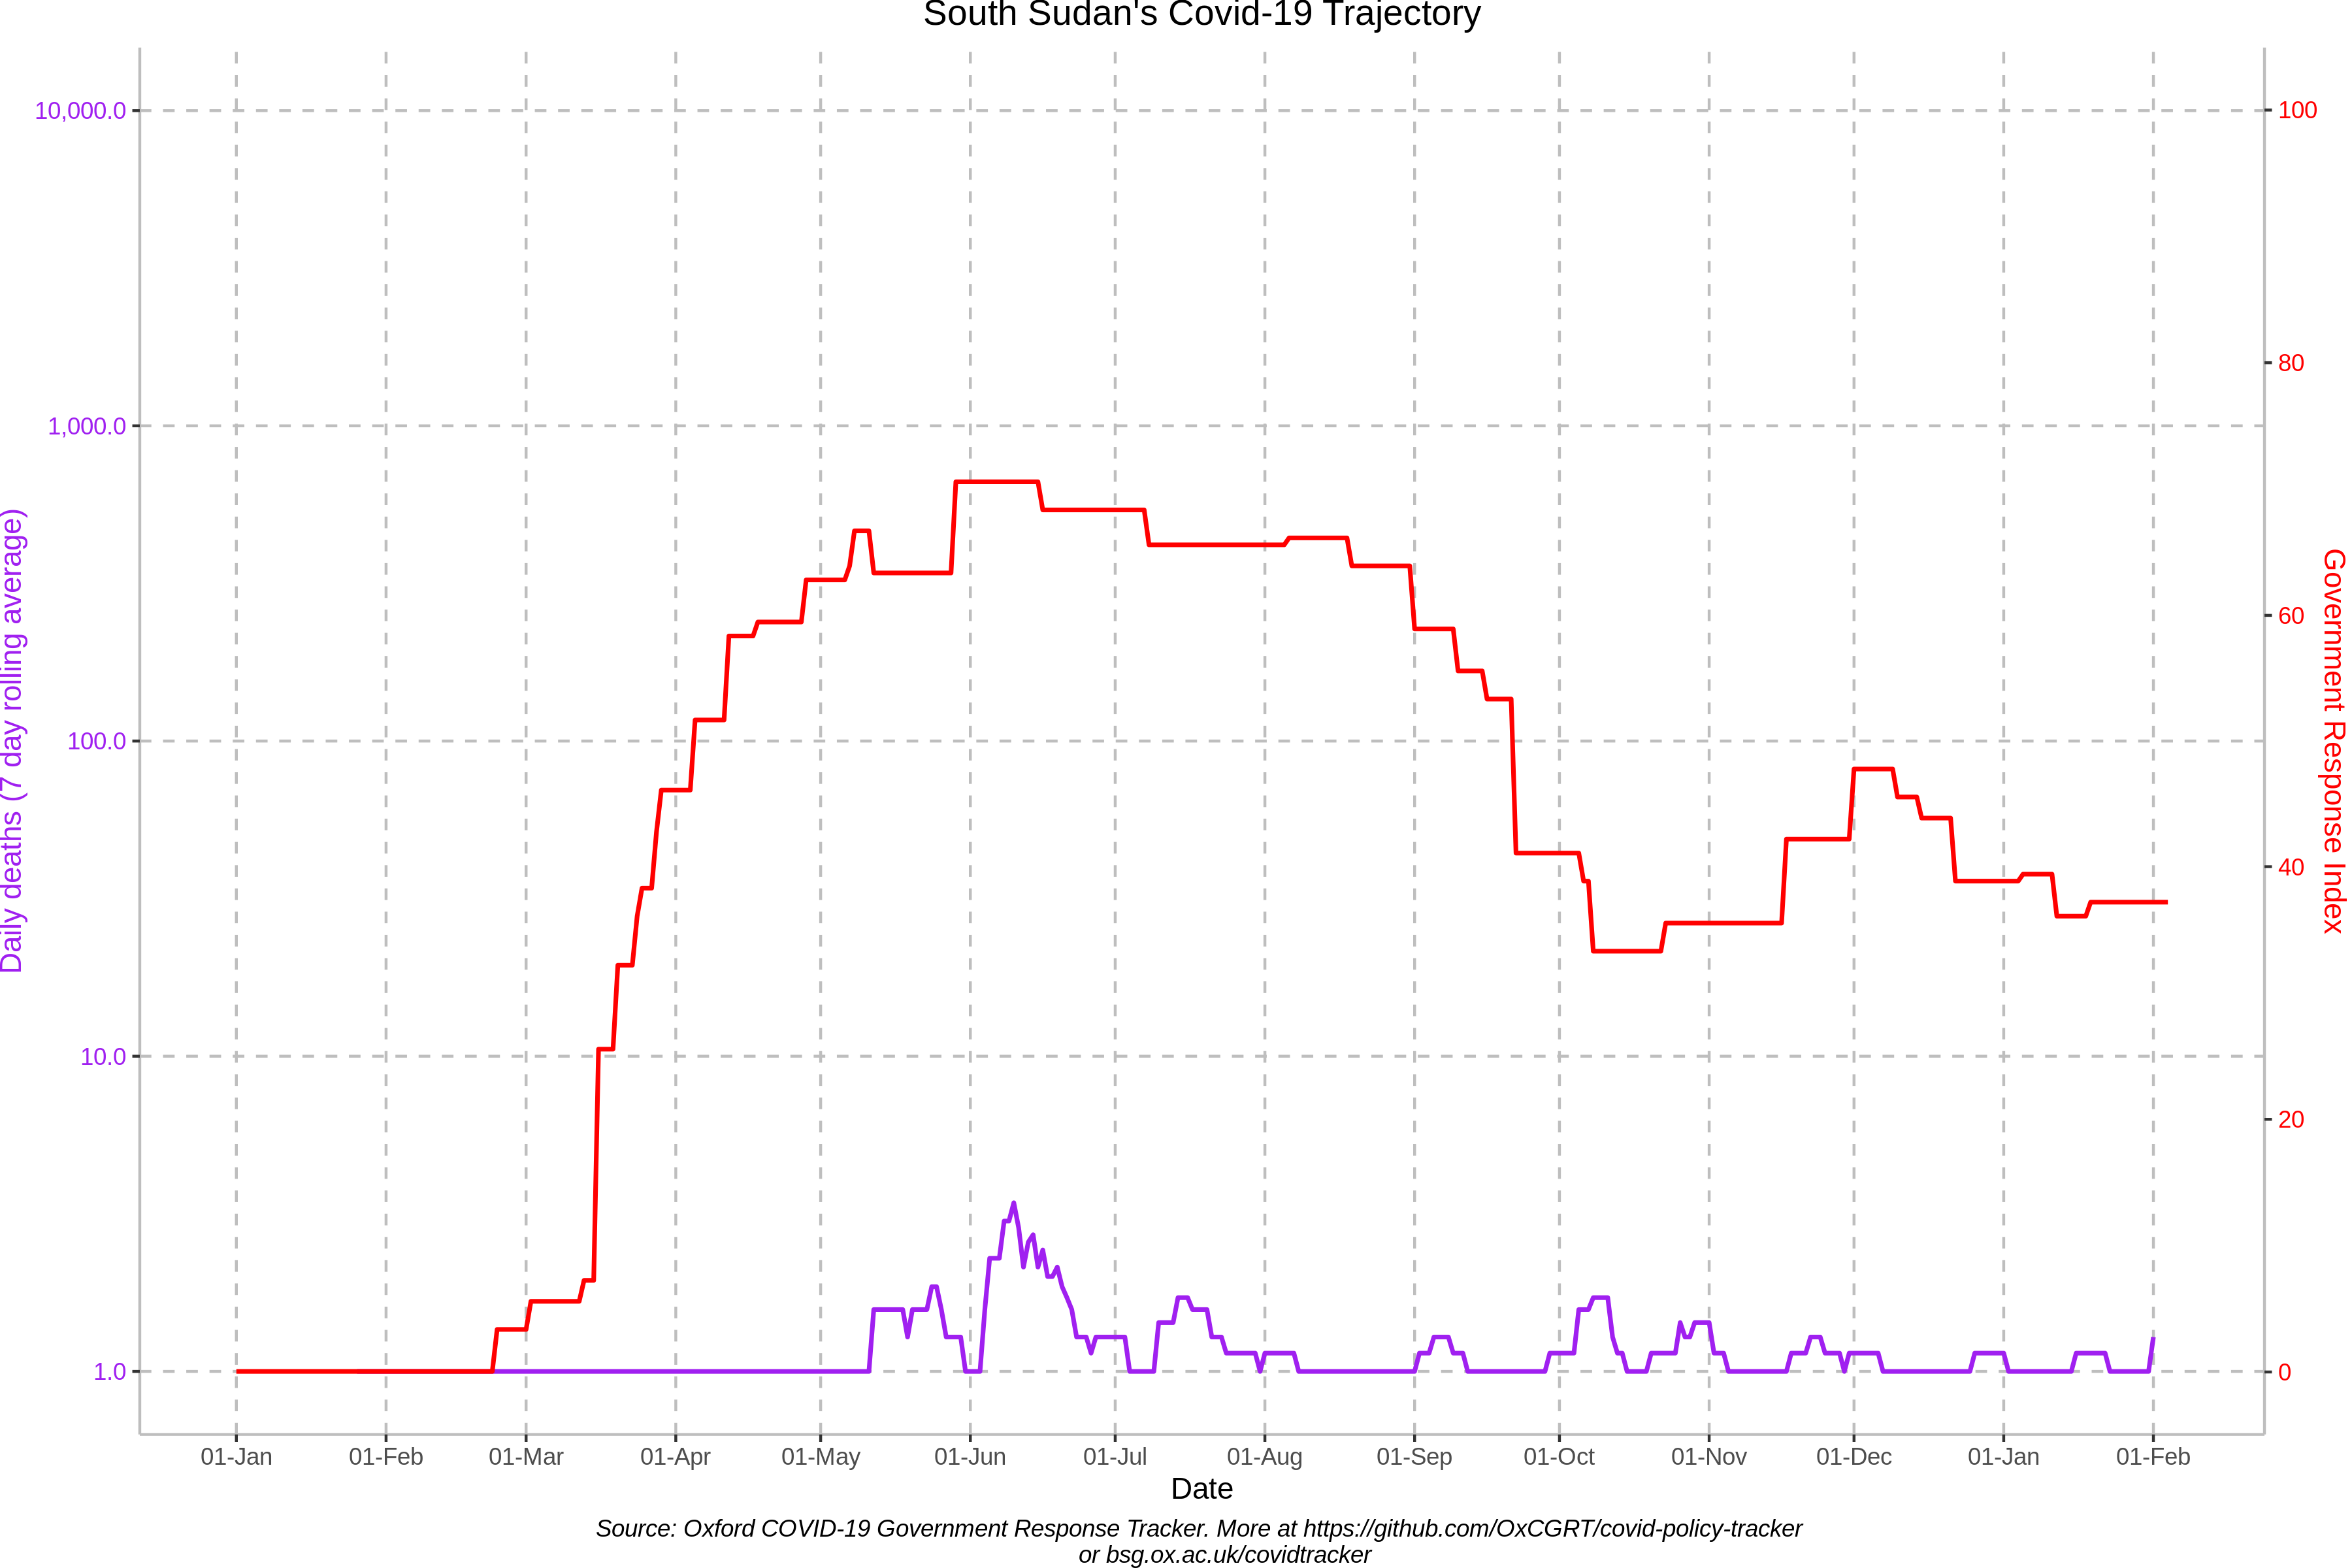 South Sudan's Covid-19 Trajectory
10,000.0
1,000.0
100.0
10.0
1.0
Daily deaths (7 day rolling average)
100
80
60
40
20
0
Government Response Index
01-Jan
01-Feb
01-Mar
01-Apr
01-May
01-Jun
01-Jul
01-Aug
01-Sep
01-Oct
01-Nov
01-Dec
01-Jan
01-Feb
Date
Source: Oxford COVID-19 Government Response Tracker. More at https://github.com/OxCGRT/covid-policy-tracker
or bsg.ox.ac.uk/covidtracker